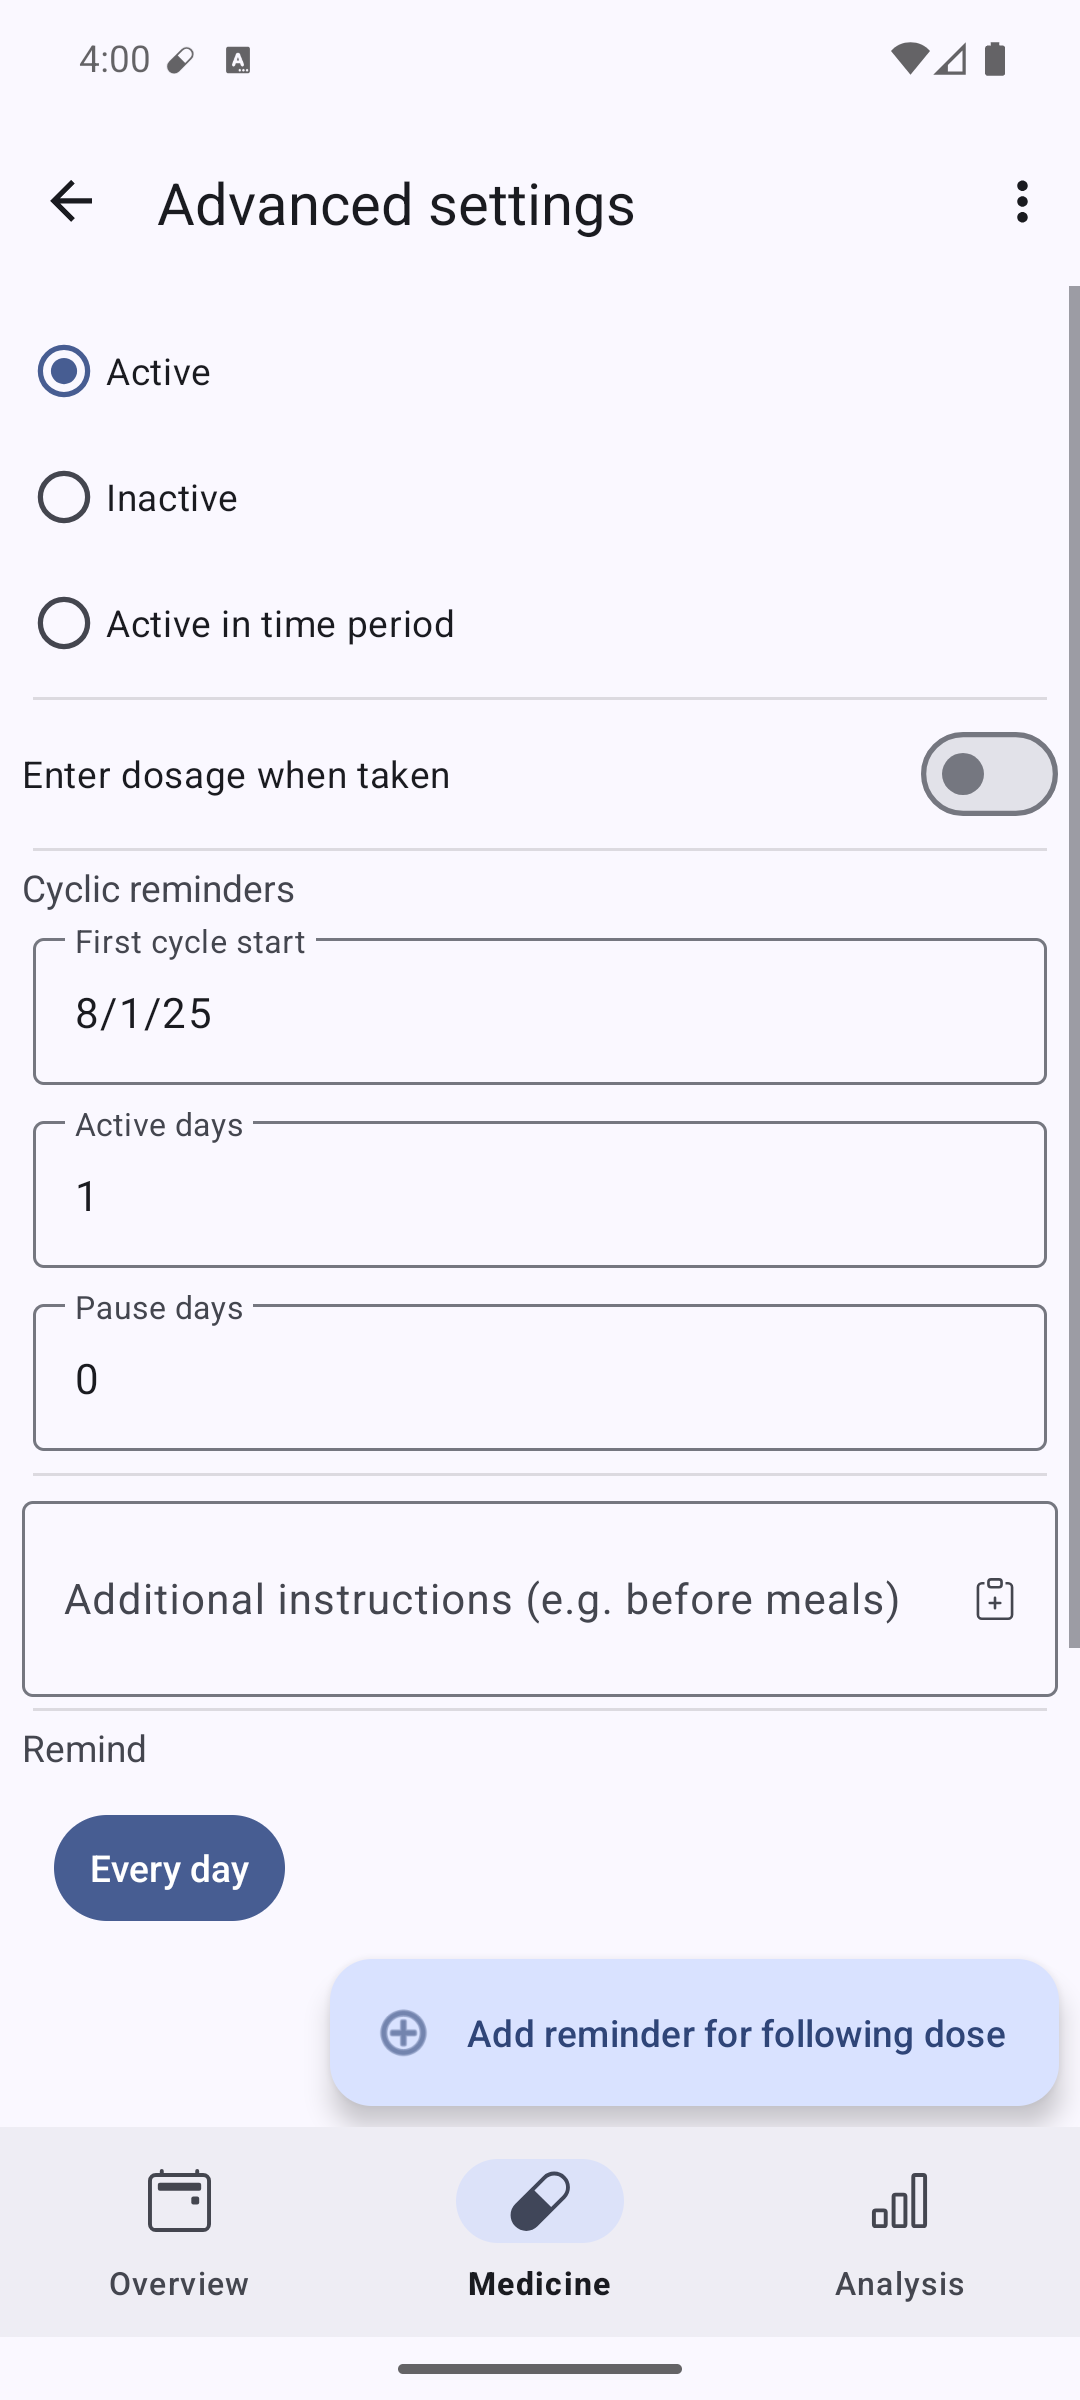 4:00
Advanced settings
Active
Inactive
Active in time period
Enter dosage when taken
Cyclic reminders
First cycle start
8/1/25
Active days
1
Pause days
0
Additional instructions (e.g. before meals)
Remind
Every day
Add reminder for following dose
Overview
Medicine
Analysis